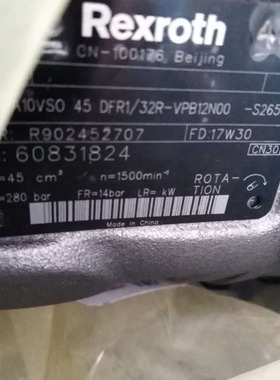 Rexroth
CN-100176, Beijing
A10VSO 45 DFR1/32R-VPB12N00 -S265
R902452707 FD:17W30
60831824 CN30
=45 cm³ n=1500min⁻¹ ROTA-
=280 bar FR=14bar LR= kW TION
Made in China